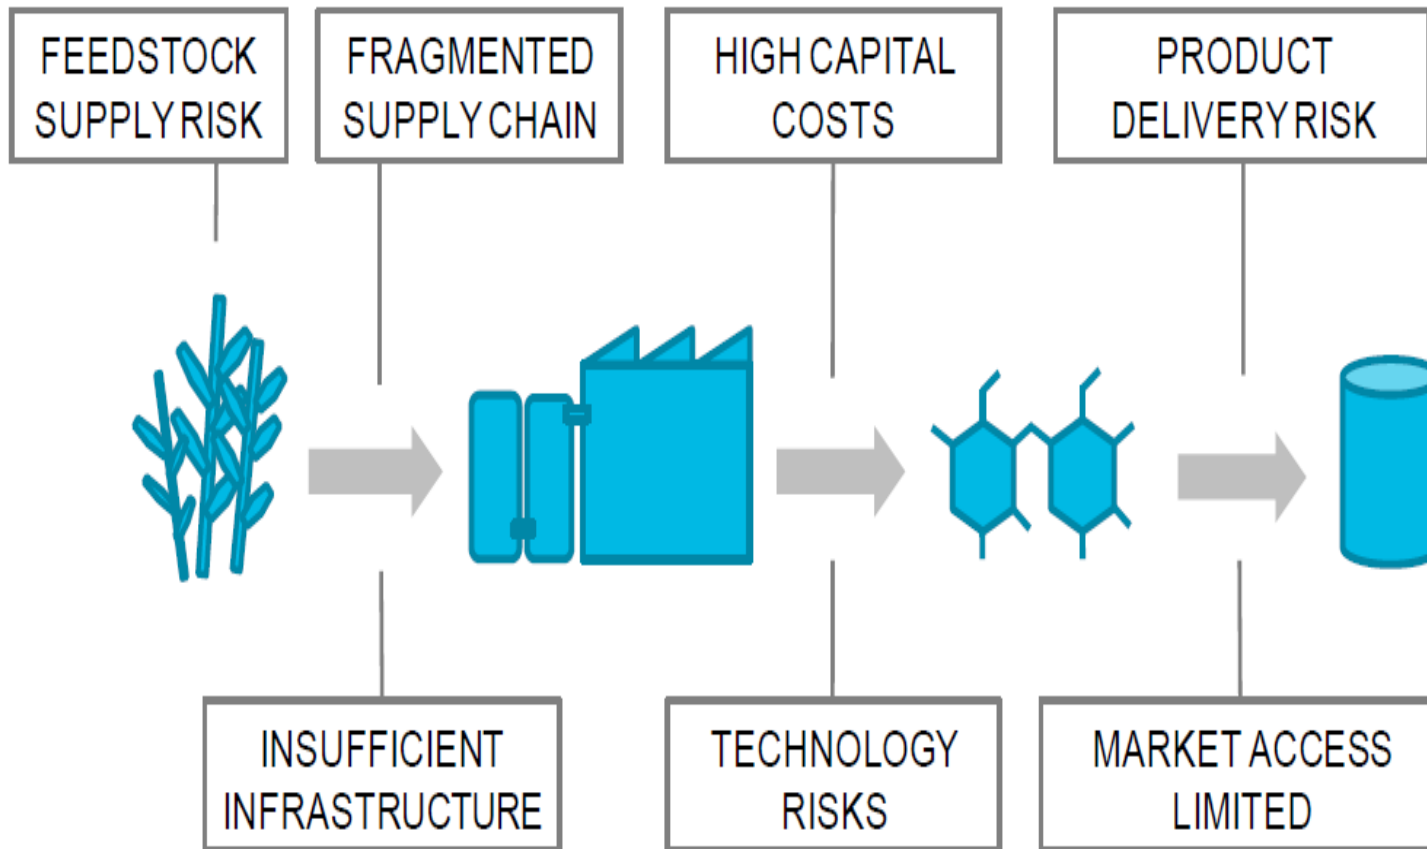 FEEDSTOCK
SUPPLY RISK
FRAGMENTED
SUPPLY CHAIN
HIGH CAPITAL
COSTS
PRODUCT
DELIVERY RISK
INSUFFICIENT
INFRASTRUCTURE
TECHNOLOGY
RISKS
MARKET ACCESS
LIMITED